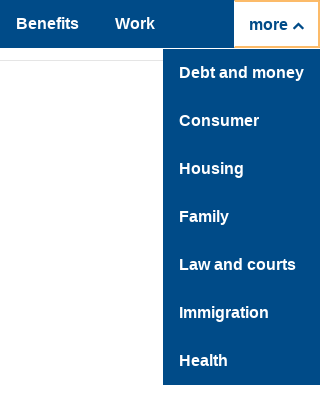 Benefits Work more
Debt and money
Consumer
Housing
Family
Law and courts
Immigration
Health